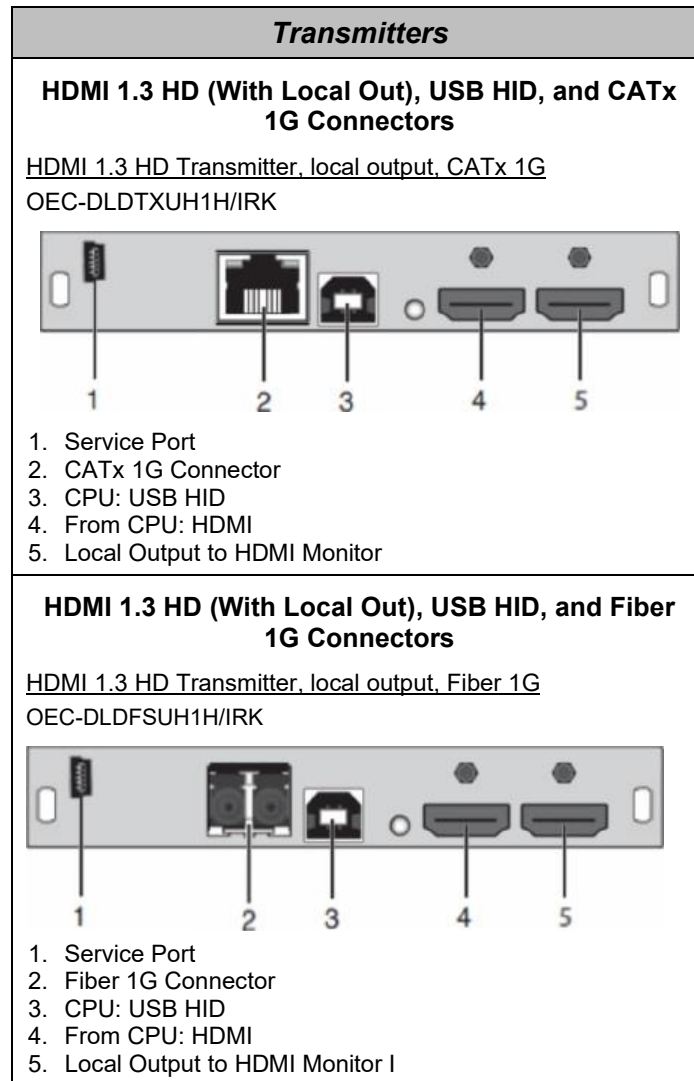 Transmitters
HDMI 1.3 HD (With Local Out), USB HID, and CATx
1G Connectors
HDMI 1.3 HD Transmitter, local output, CATx 1G
OEC-DLDTXUH1H/IRK
1 2 3 4 5
1. Service Port
2. CATx 1G Connector
3. CPU: USB HID
4. From CPU: HDMI
5. Local Output to HDMI Monitor
HDMI 1.3 HD (With Local Out), USB HID, and Fiber
1G Connectors
HDMI 1.3 HD Transmitter, local output, Fiber 1G
OEC-DLDFSUH1H/IRK
1 2 3 4 5
1. Service Port
2. Fiber 1G Connector
3. CPU: USB HID
4. From CPU: HDMI
5. Local Output to HDMI Monitor I